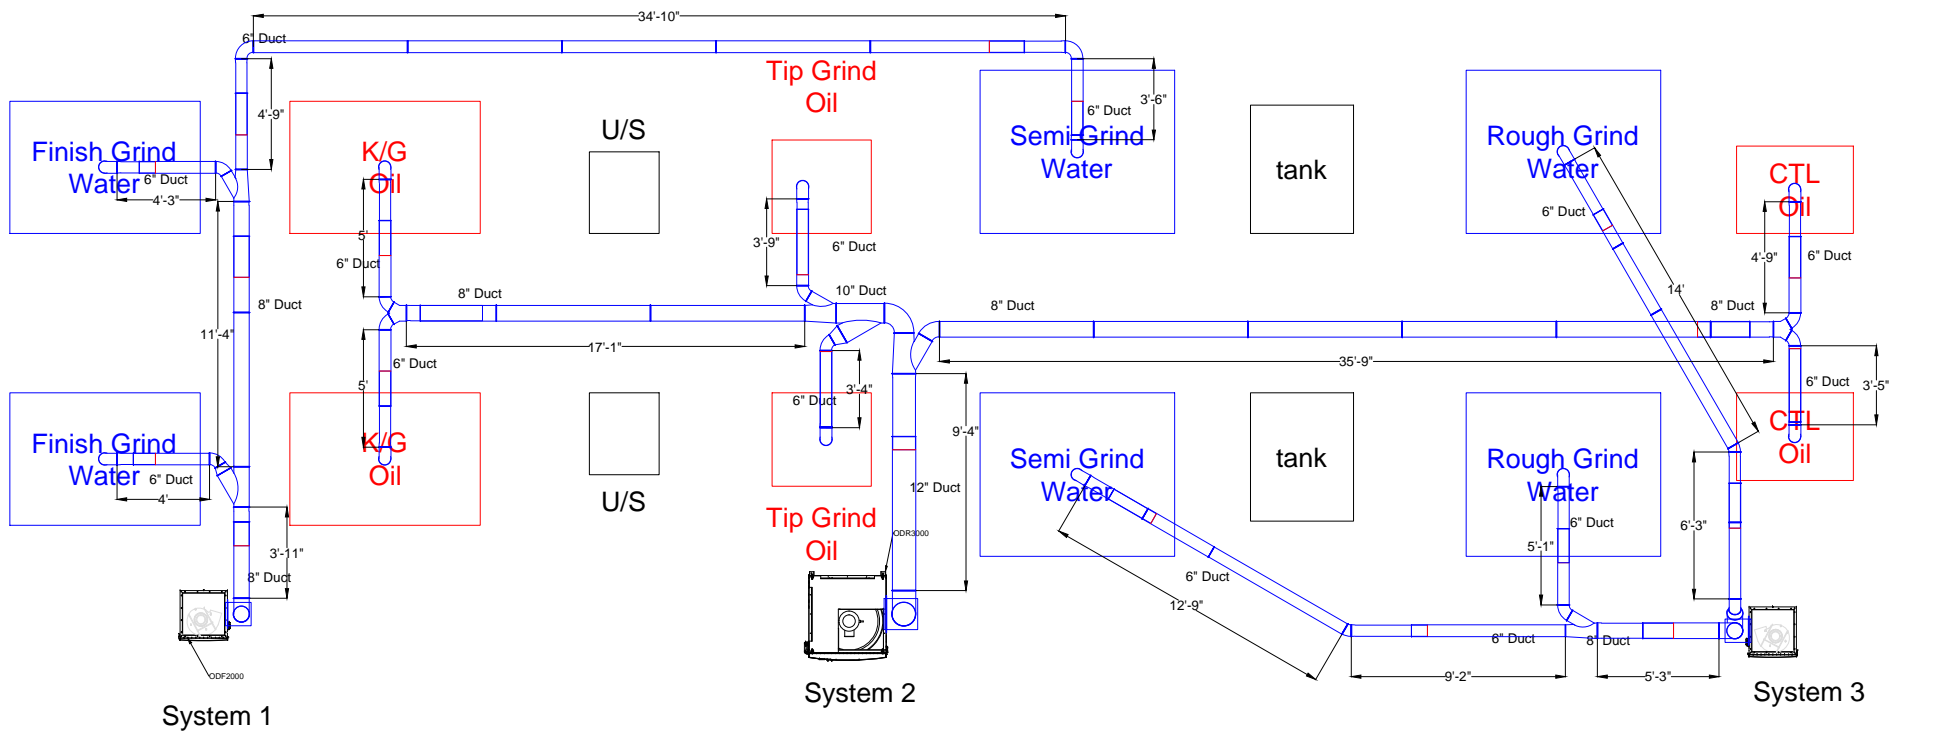 34'-10"
6" Duct
Tip Grind
Oil
4'-9"
3'-6"
6" Duct
U/S
Finish Grind
Water
6" Duct
4'-3"
K/G
Oil
Semi Grind
Water
tank
Rough Grind
Water
CTL
Oil
6" Duct
5'
6" Duct
3'-9"
6" Duct
4'-9"
6" Duct
8" Duct
11'-4"
8" Duct
10" Duct
8" Duct
14'
8" Duct
17'-1"
35'-9"
6" Duct
5'
3'-4"
6" Duct
6" Duct
3'-5"
Finish Grind
Water
6" Duct
4'
K/G
Oil
U/S
Tip Grind
Oil
9'-4"
12" Duct
Semi Grind
Water
tank
Rough Grind
Water
CTL
Oil
6" Duct
5'-1"
6'-3"
3'-11"
8" Duct
ODR3000
6" Duct
12'-9"
6" Duct
8" Duct
9'-2"
5'-3"
ODF2000
System 1
System 2
System 3